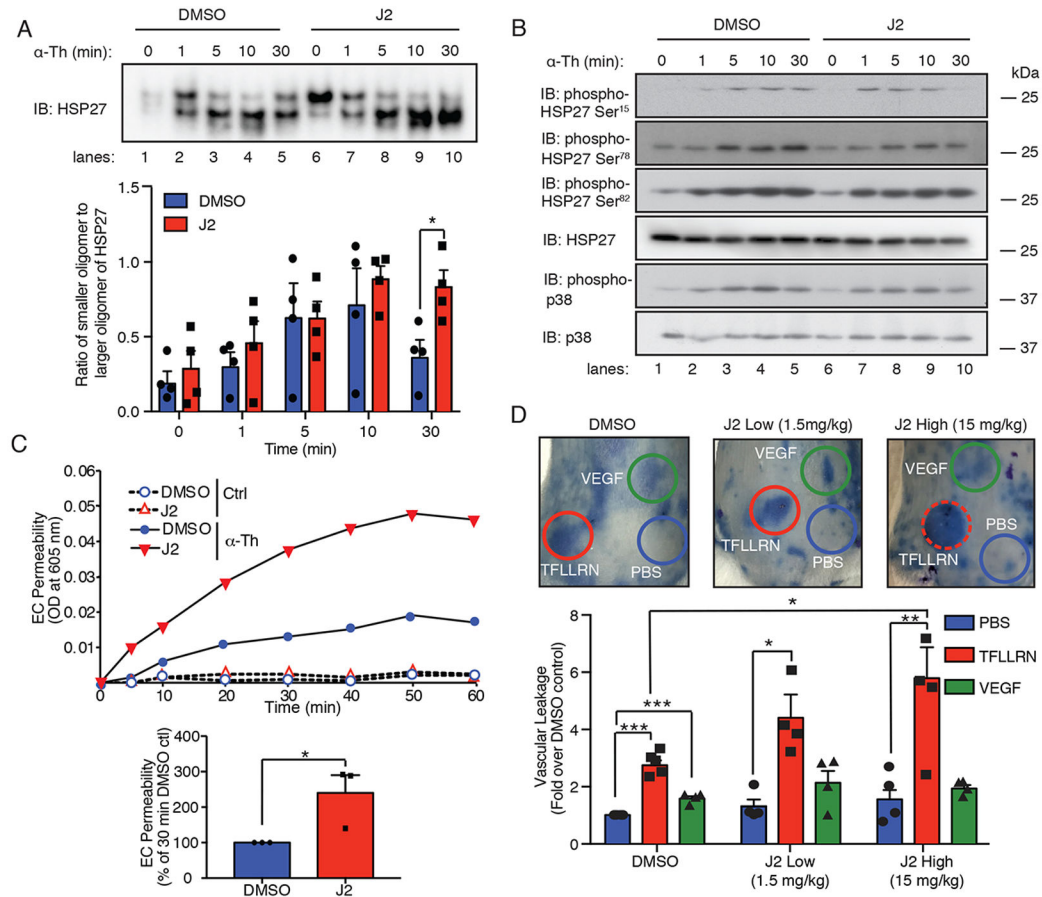 A
DMSO J2
α-Th (min): 0 1 5 10 30 0 1 5 10 30
IB: HSP27
lanes: 1 2 3 4 5 6 7 8 9 10
Ratio of smaller oligomer to
larger oligomer of HSP27
1.5
1.0
0.5
0.0
DMSO
J2
*
0 1 5 10 30
Time (min)
B
DMSO J2
α-Th (min): 0 1 5 10 30 0 1 5 10 30
kDa
IB: phospho-
HSP27 Ser15
25
IB: phospho-
HSP27 Ser78
25
IB: phospho-
HSP27 Ser82
25
IB: HSP27
25
IB: phospho-
p38
37
IB: p38
37
lanes: 1 2 3 4 5 6 7 8 9 10
C
EC Permeability
(OD at 605 nm)
0.06
0.05
0.04
0.03
0.02
0.01
0
DMSO
J2
Ctrl
DMSO
J2
α-Th
0 10 20 30 40 50 60
Time (min)
EC Permeability
(% of 30 min DMSO ctl)
400
300
200
100
0
*
DMSO J2
D
DMSO J2 Low (1.5mg/kg) J2 High (15 mg/kg)
VEGF
TFLLRN
PBS
VEGF
TFLLRN
PBS
VEGF
PBS
TFLLRN
Vascular Leakage
(Fold over DMSO control)
8
6
4
2
0
*
**
*
***
***
PBS
TFLLRN
VEGF
DMSO J2 Low J2 High
(1.5 mg/kg) (15 mg/kg)